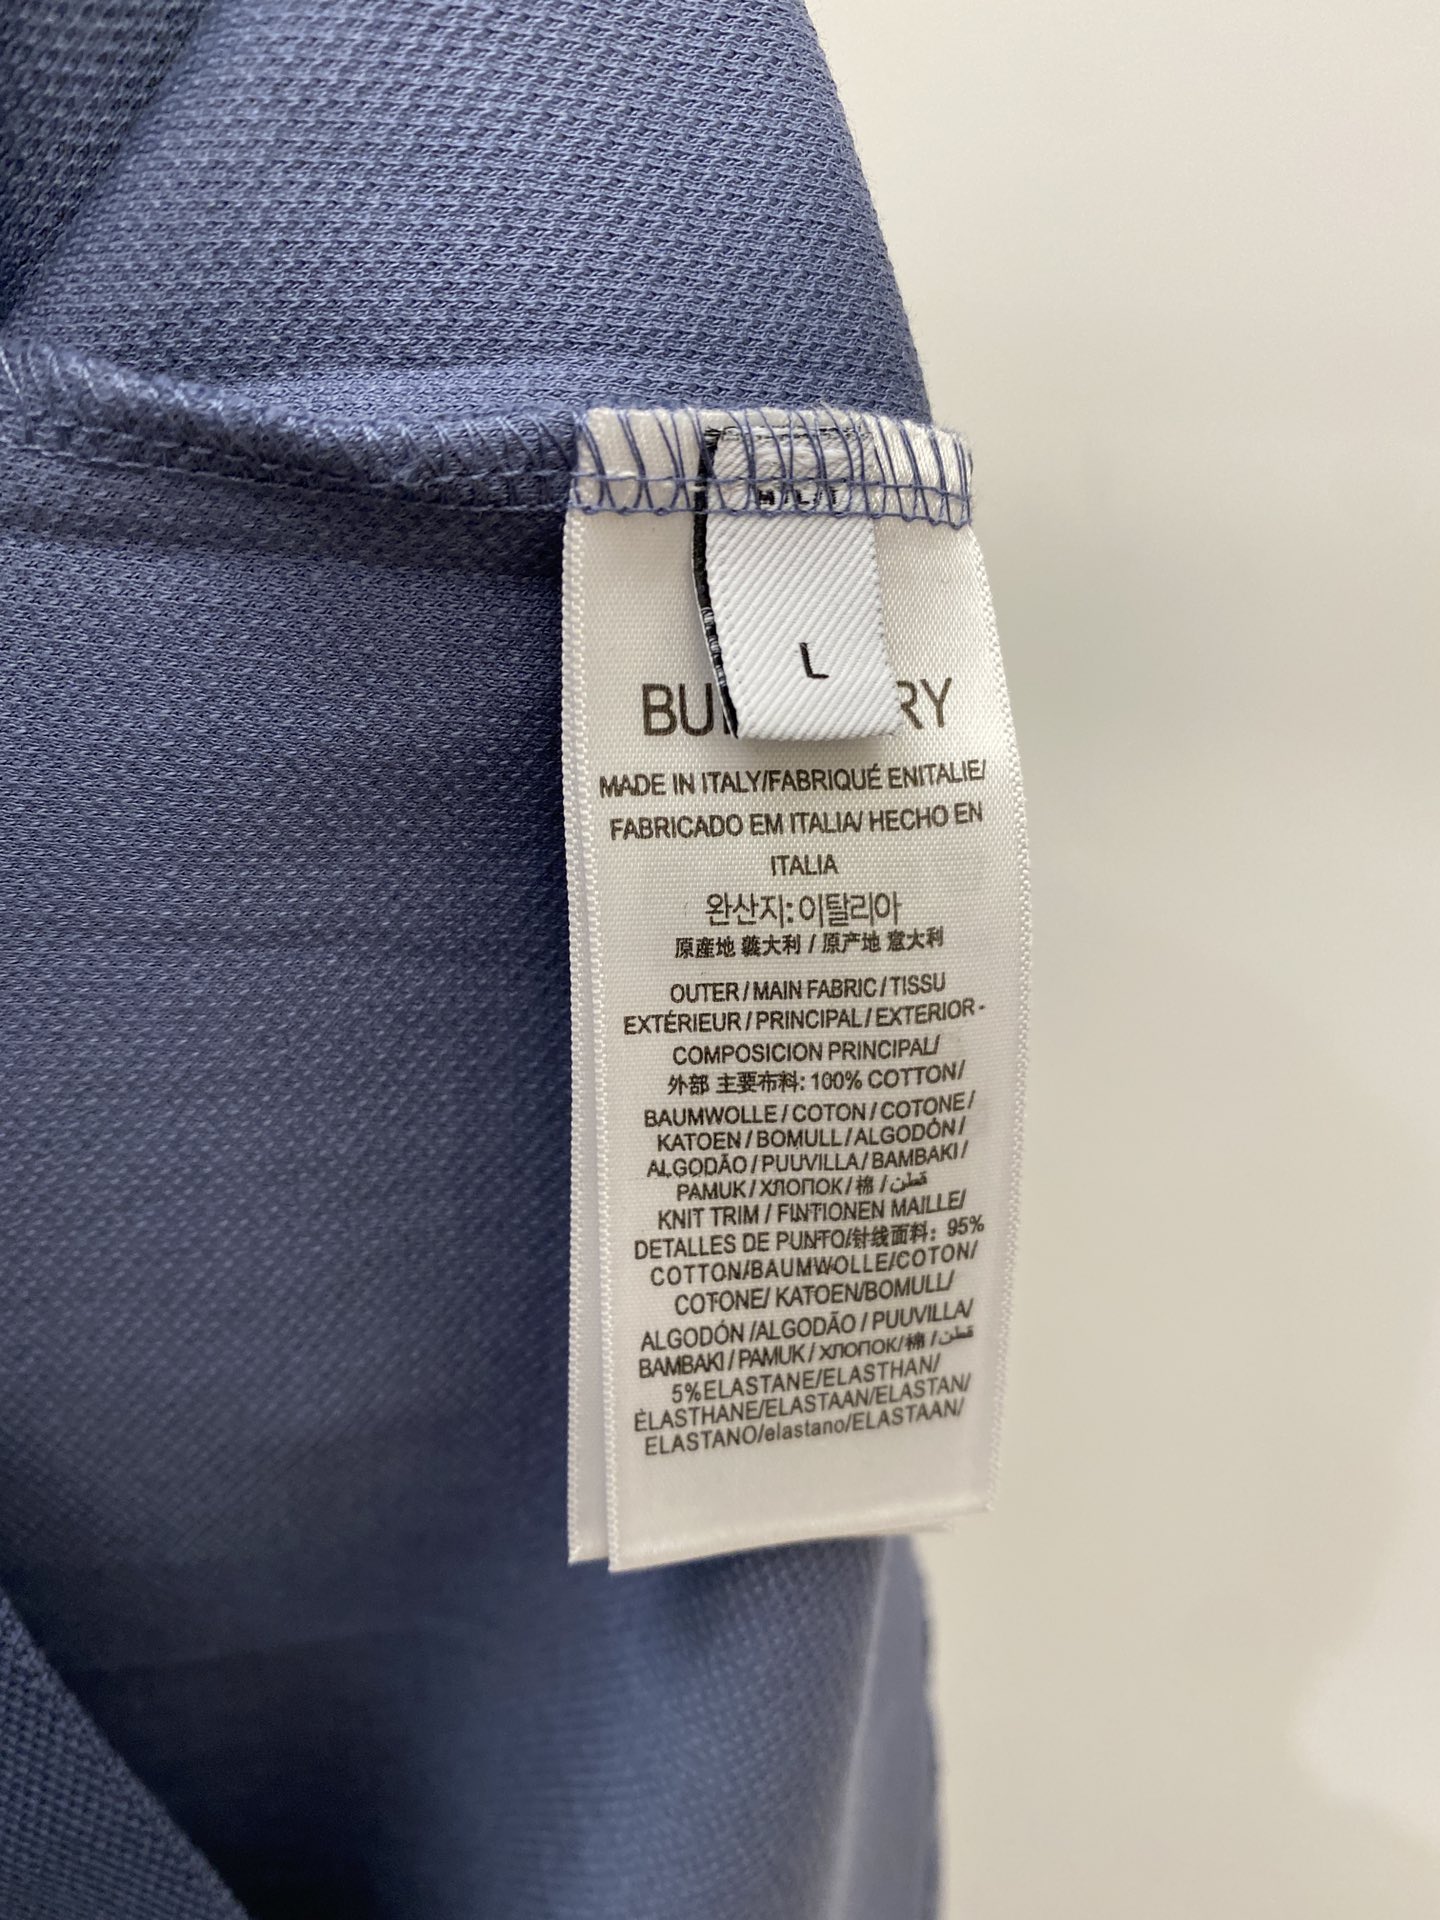 L
BU RY
MADE IN ITALY/FABRIQUÉ ENITALIE/
FABRICADO EM ITALIA/ HECHO EN
ITALIA
완산지:이탈리아
原産地 義大利 / 原产地 意大利
OUTER / MAIN FABRIC / TISSU
EXTÉRIEUR / PRINCIPAL / EXTERIOR -
COMPOSICION PRINCIPAL/
外部 主要布料: 100% COTTON/
BAUMWOLLE / COTON / COTONE /
KATOEN / BOMULL / ALGODÓN /
ALGODÃO / PUUVILLA / BAMBAKI /
PAMUK / ХЛОПОК / 棉 / قطن
KNIT TRIM / FINTIONEN MAILLE/
DETALLES DE PUNTO/针线面料: 95%
COTTON/BAUMWOLLE/COTON/
COTONE/ KATOEN/BOMULL/
ALGODÓN /ALGODÃO / PUUVILLA/
BAMBAKI / PAMUK / ХЛОПОК/棉 / قطن
5%ELASTANE/ELASTHAN/
ÉLASTHANE/ELASTAAN/ELASTAN/
ELASTANO/elastano/ELASTAAN/